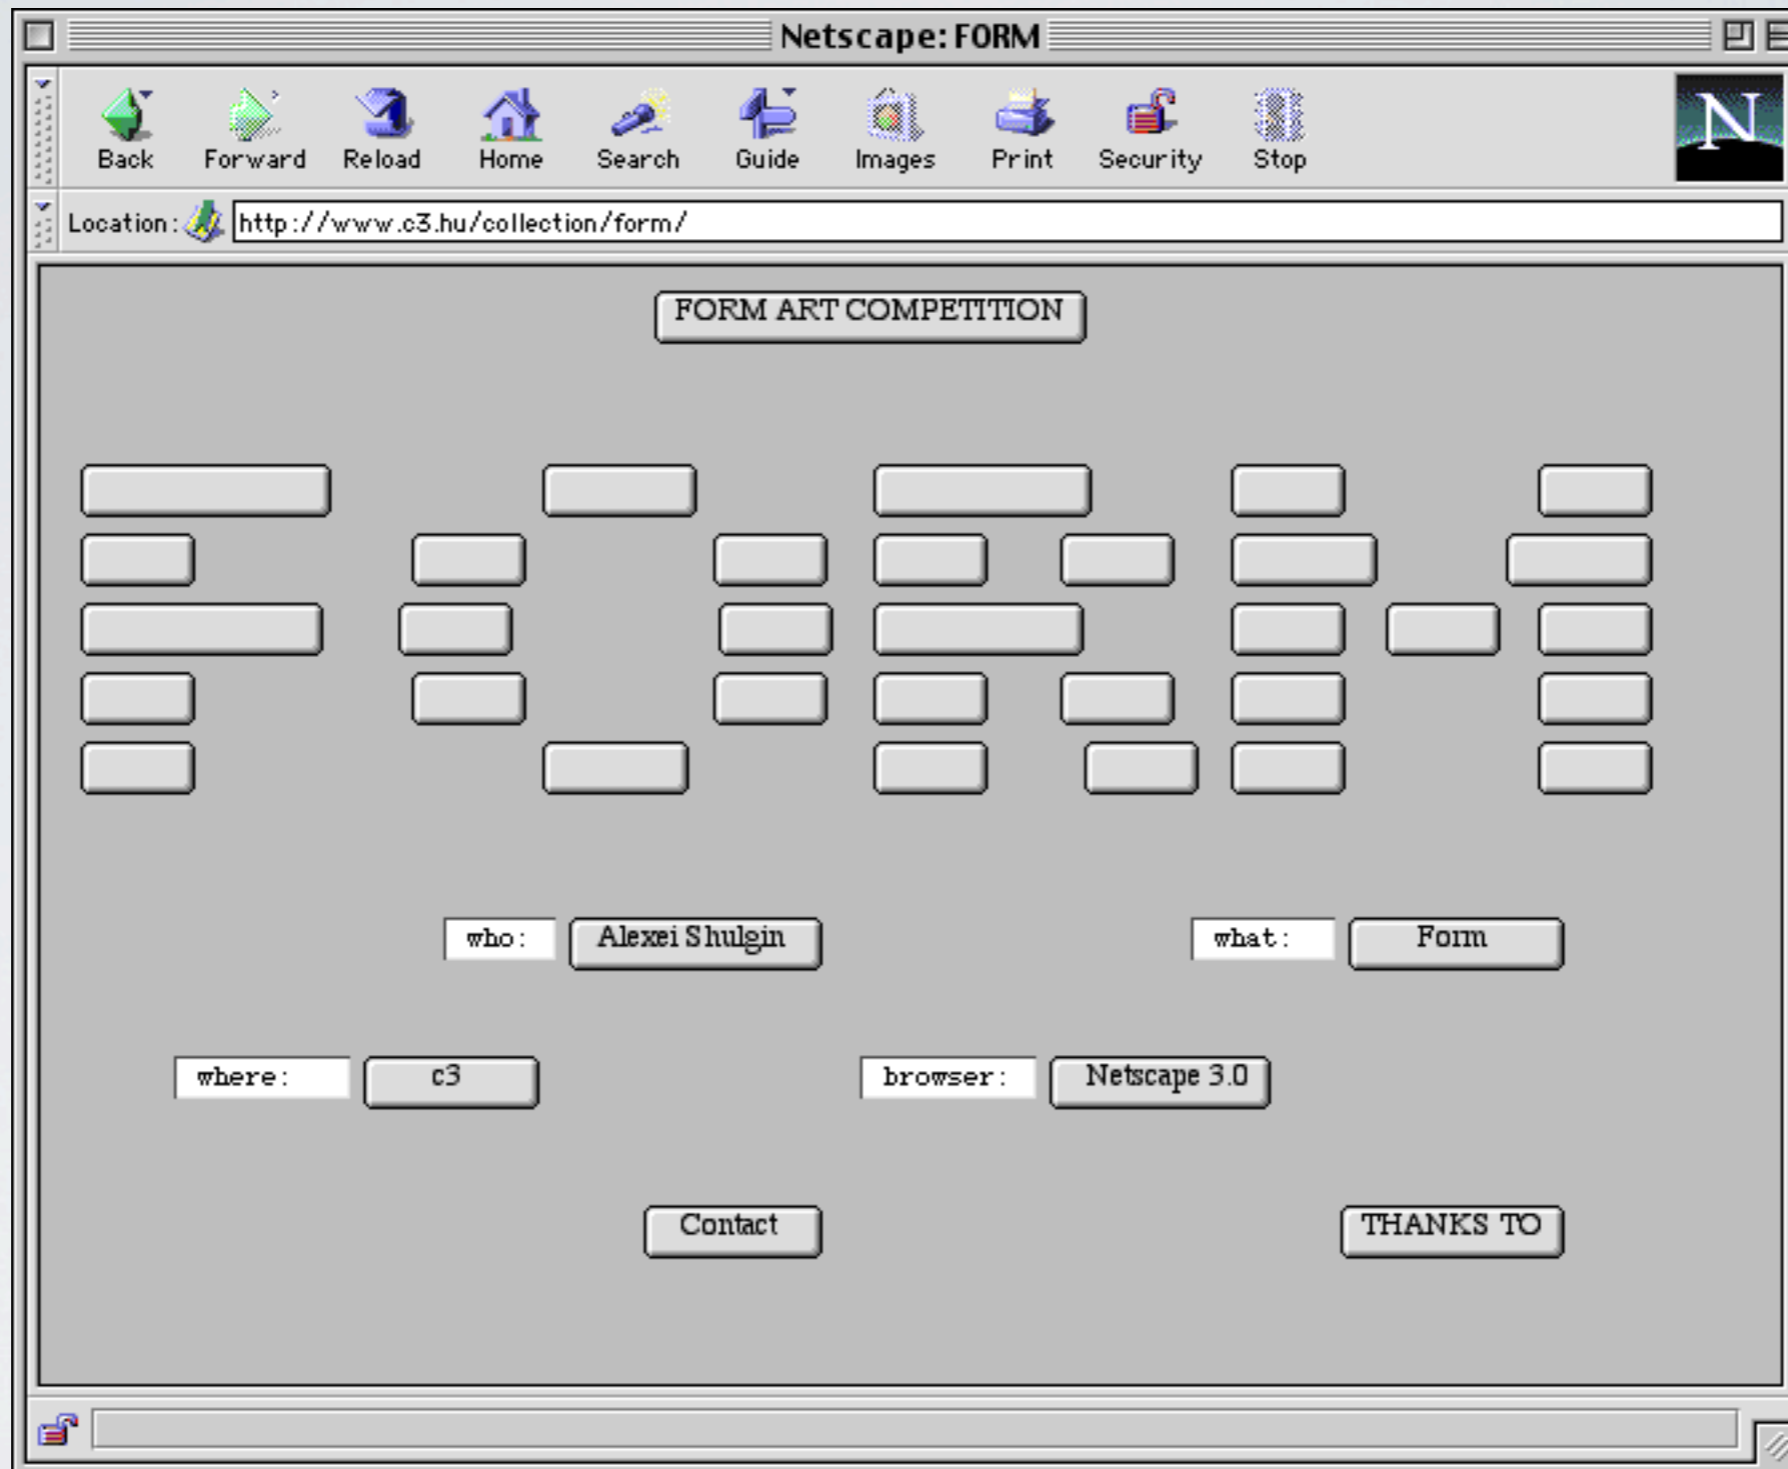 Netscape: FORM
Back Forward Reload Home Search Guide Images Print Security Stop
N
Location: http://www.c3.hu/collection/form/
FORM ART COMPETITION
FORM
who: Alexei Shulgin what: Form
where: c3 browser: Netscape 3.0
Contact THANKS TO